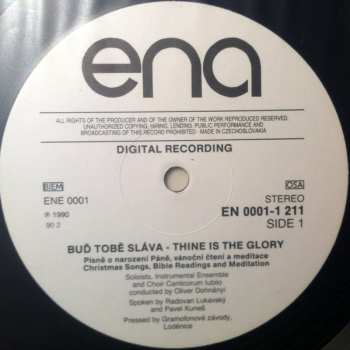 ena
ALL RIGHTS OF THE PRODUCER AND OF THE OWNER OF THE WORK REPRODUCED RESERVED.
UNAUTHORIZED COPYING, HIRING, LENDING, PUBLIC PERFORMANCE AND
BROADCASTING OF THIS RECORD PROHIBITED · MADE IN CZECHOSLOVAKIA
DIGITAL RECORDING
BIEM
OSA
ENE 0001
STEREO
EN 0001-1 211
℗ 1990
SIDE 1
90 2
BUĎ TOBĚ SLÁVA - THINE IS THE GLORY
Písně o narození Páně, vánoční čtení a meditace
Christmas Songs, Bible Readings and Meditation
Soloists, Instrumental Ensemble
and Choir Canticorum Iubilo
conducted by Oliver Dohnányi
Spoken by Radovan Lukavský
and Pavel Kuneš
Pressed by Gramofonové závody,
Loděnice